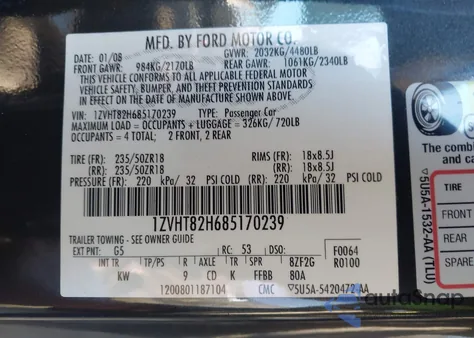 MFD. BY FORD MOTOR CO.
01/08 GVWR: 2032KG/4480LB
FRONT GAWR: 984KG/2170LB REAR GAWR: 1061KG/2340LB
THIS VEHICLE CONFORMS TO ALL APPLICABLE FEDERAL MOTOR
VEHICLE SAFETY, BUMPER, AND THEFT PREVENTION STANDARDS
IN EFFECT ON THE DATE OF MANUFACTURE SHOWN ABOVE.
VIN: 1ZVHT82H685170239 TYPE: Passenger Car
MAXIMUM LOAD = OCCUPANTS + LUGGAGE = 326KG/720LB
OCCUPANTS = 4 TOTAL; 2 FRONT, 2 REAR
TIRE (FR): 235/50ZR18 RIMS (FR): 18x8.5J
(RR): 235/50ZR18 (RR): 18x8.5J
PRESSURE (FR): 220 kPa/ 32 PSI COLD (RR): 220 kPa/ 32 PSI COLD
1ZVHT82H685170239
TRAILER TOWING - SEE OWNER GUIDE
EXT PNT: G5 RC: 53 F0064
INT TR TP/PS R AXLE TR SPR 8ZF2G R0100
KW 9 CD K FFBB 80A
1200801187104 CMC ▽5U5A-5420472-AA
The combin
and ca
TIRE
FRONT
REAR
SPARE
▽5U5A-1532-AA (TLU)
autoSnap